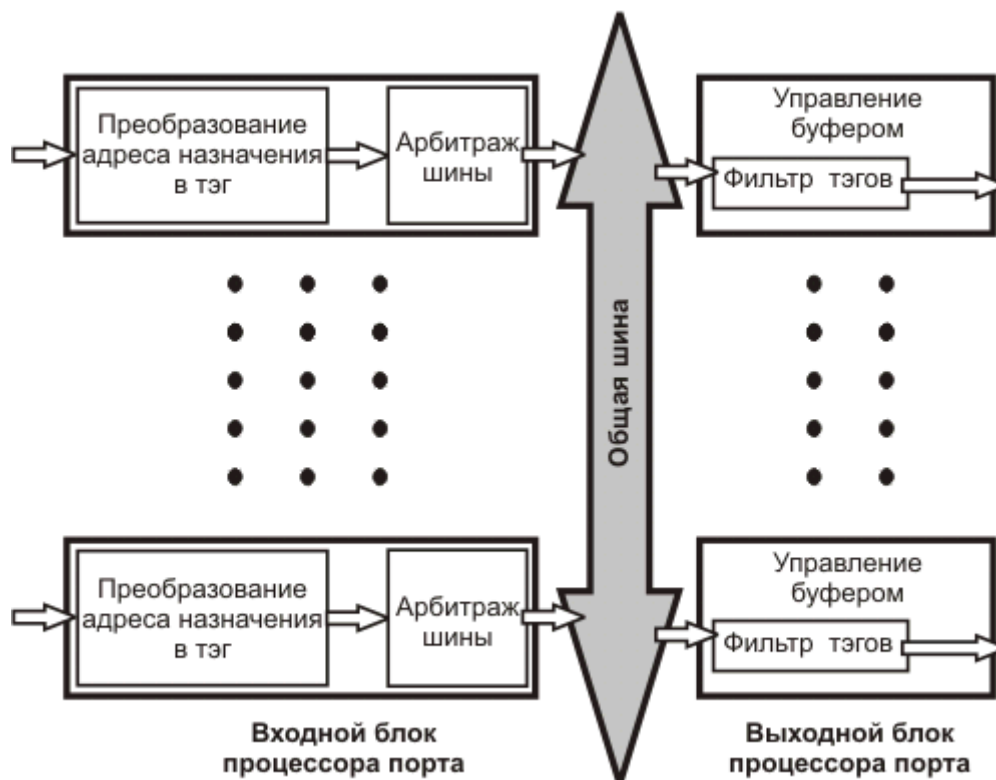 Преобразование
адреса назначения
в тэг
Арбитраж
шины
Управление
буфером
Фильтр тэгов
Общая шина
Преобразование
адреса назначения
в тэг
Арбитраж
шины
Управление
буфером
Фильтр тэгов
Входной блок
процессора порта
Выходной блок
процессора порта